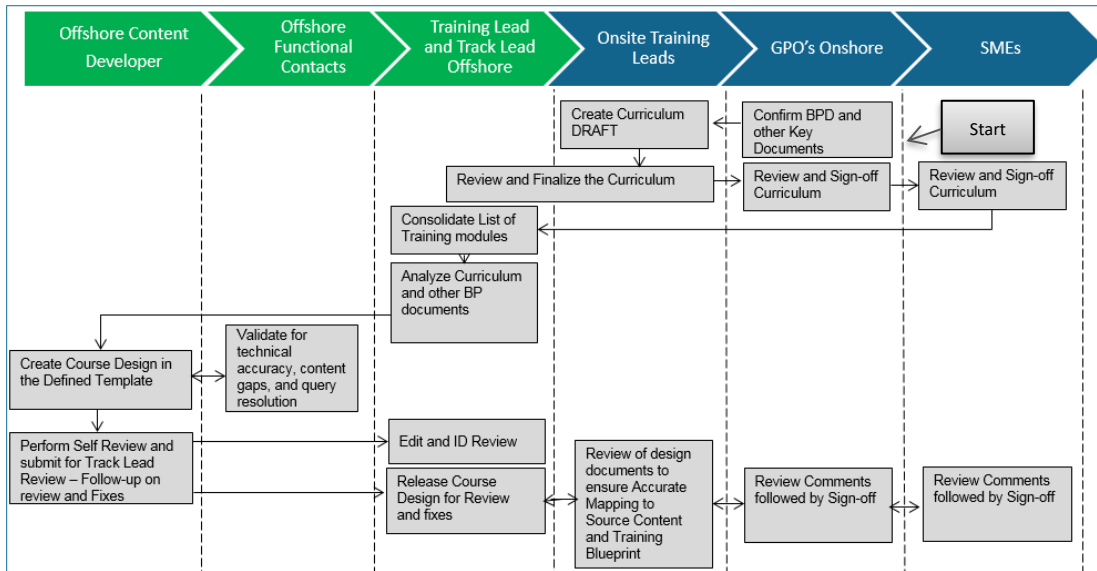 Offshore Content
Developer
Offshore
Functional
Contacts
Training Lead
and Track Lead
Offshore
Onsite Training
Leads
GPO's Onshore
SMEs
Create Curriculum
DRAFT
Confirm BPD and
other Key
Documents
Start
Review and Finalize the Curriculum
Review and Sign-off
Curriculum
Review and Sign-off
Curriculum
Consolidate List of
Training modules
Analyze Curriculum
and other BP
documents
Create Course Design in
the Defined Template
Validate for
technical
accuracy, content
gaps, and query
resolution
Perform Self Review and
submit for Track Lead
Review – Follow-up on
review and Fixes
Edit and ID Review
Release Course
Design for Review
and fixes
Review of design
documents to
ensure Accurate
Mapping to
Source Content
and Training
Blueprint
Review Comments
followed by Sign-off
Review Comments
followed by Sign-off